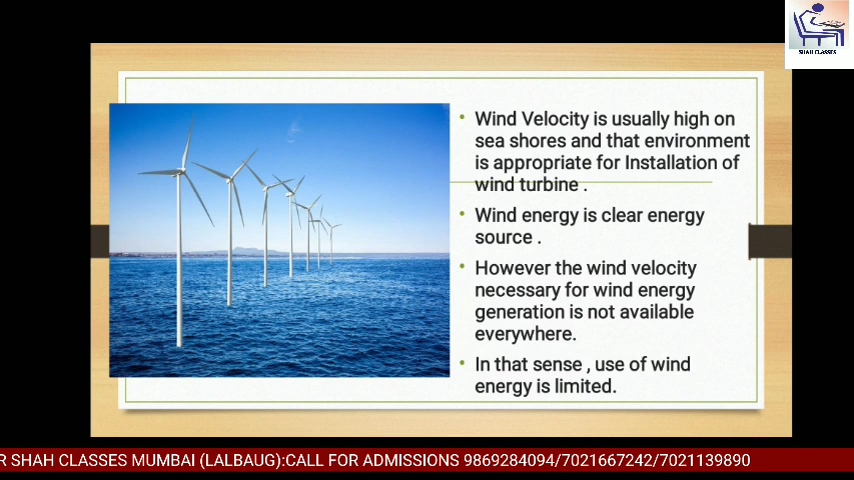 SHAH CLASSES
• Wind Velocity is usually high on
sea shores and that environment
is appropriate for Installation of
wind turbine .
• Wind energy is clear energy
source .
• However the wind velocity
necessary for wind energy
generation is not available
everywhere.
• In that sense , use of wind
energy is limited.
R SHAH CLASSES MUMBAI (LALBAUG):CALL FOR ADMISSIONS 9869284094/7021667242/7021139890